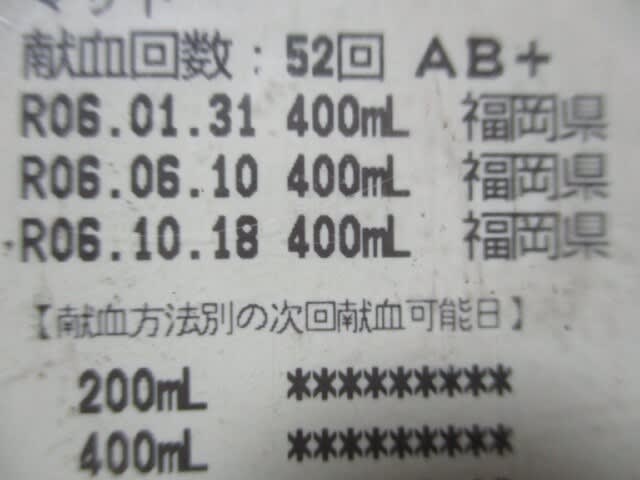 献血回数:52回 AB+
R06.01.31 400mL 福岡県
R06.06.10 400mL 福岡県
R06.10.18 400mL 福岡県
【献血方法別の次回献血可能日】
200mL *********
400mL *********